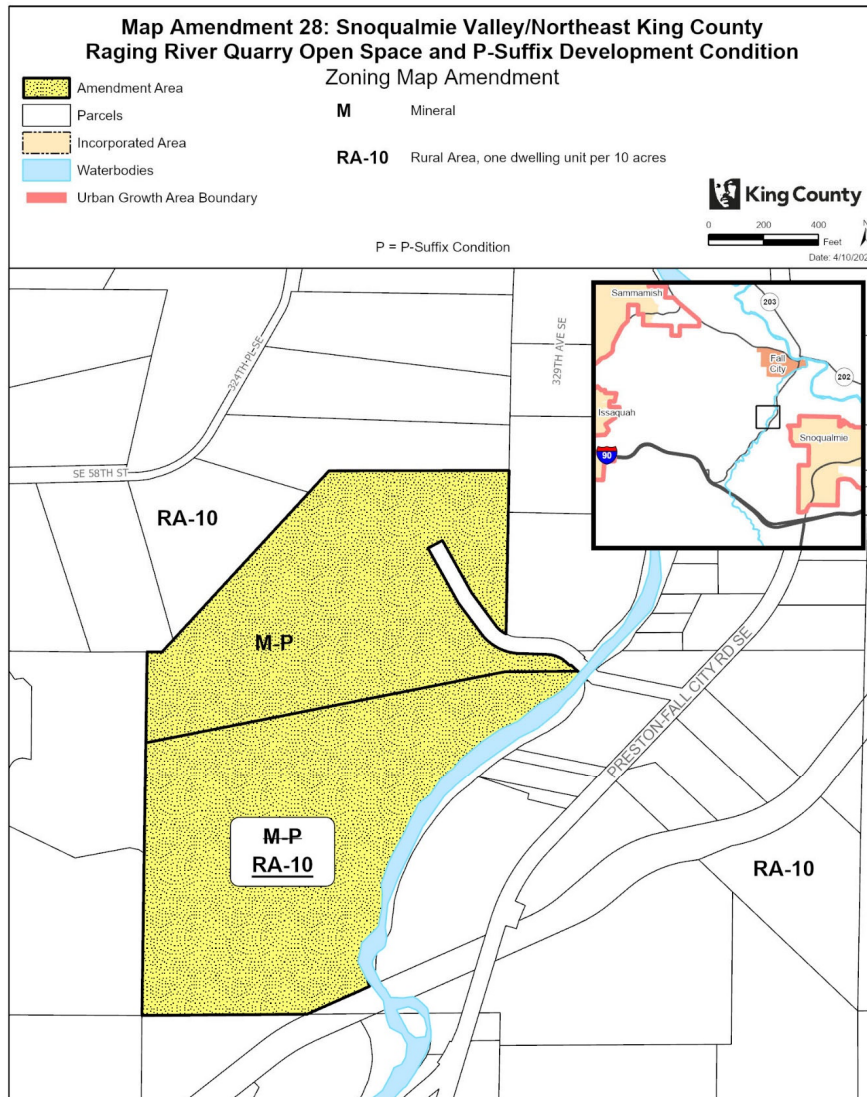 Map Amendment 28: Snoqualmie Valley/Northeast King County
Raging River Quarry Open Space and P-Suffix Development Condition
Zoning Map Amendment
Amendment Area
Parcels
Incorporated Area
Waterbodies
Urban Growth Area Boundary
M Mineral
RA-10 Rural Area, one dwelling unit per 10 acres
P = P-Suffix Condition
King County
0 200 400
Feet
N
Date: 4/10/202
Sammamish
203
Fall
City
202
Issaquah
Snoqualmie
90
324TH PL SE
329TH AVE SE
SE 58TH ST
RA-10
M-P
PRESTON-FALL CITY RD SE
M-P
RA-10
RA-10